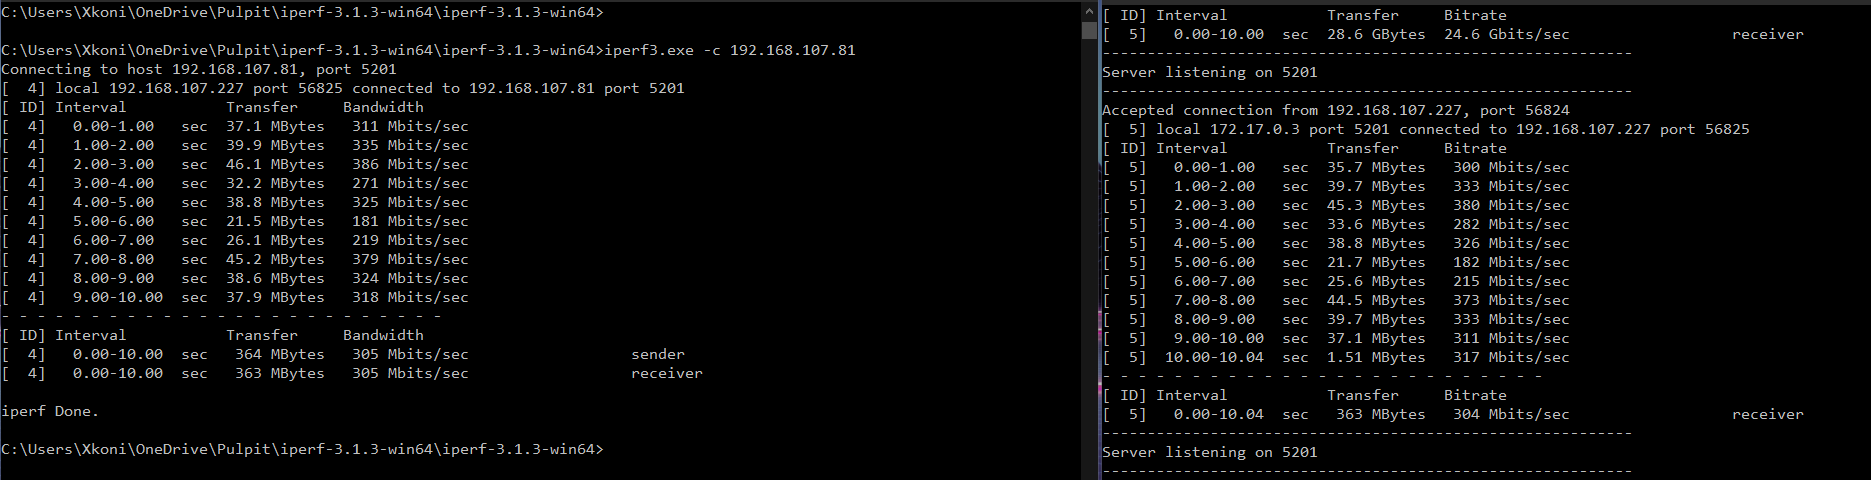 C:\Users\Xkoni\OneDrive\Pulpit\iperf-3.1.3-win64\iperf-3.1.3-win64>
C:\Users\Xkoni\OneDrive\Pulpit\iperf-3.1.3-win64\iperf-3.1.3-win64>iperf3.exe -c 192.168.107.81
Connecting to host 192.168.107.81, port 5201
[  4] local 192.168.107.227 port 56825 connected to 192.168.107.81 port 5201
[ ID] Interval           Transfer     Bandwidth
[  4]   0.00-1.00   sec  37.1 MBytes   311 Mbits/sec
[  4]   1.00-2.00   sec  39.9 MBytes   335 Mbits/sec
[  4]   2.00-3.00   sec  46.1 MBytes   386 Mbits/sec
[  4]   3.00-4.00   sec  32.2 MBytes   271 Mbits/sec
[  4]   4.00-5.00   sec  38.8 MBytes   325 Mbits/sec
[  4]   5.00-6.00   sec  21.5 MBytes   181 Mbits/sec
[  4]   6.00-7.00   sec  26.1 MBytes   219 Mbits/sec
[  4]   7.00-8.00   sec  45.2 MBytes   379 Mbits/sec
[  4]   8.00-9.00   sec  38.6 MBytes   324 Mbits/sec
[  4]   9.00-10.00  sec  37.9 MBytes   318 Mbits/sec
- - - - - - - - - - - - - - - - - - - - - - - - -
[ ID] Interval           Transfer     Bandwidth
[  4]   0.00-10.00  sec   364 MBytes   305 Mbits/sec                  sender
[  4]   0.00-10.00  sec   363 MBytes   305 Mbits/sec                  receiver
iperf Done.
C:\Users\Xkoni\OneDrive\Pulpit\iperf-3.1.3-win64\iperf-3.1.3-win64>
[ ID] Interval           Transfer     Bitrate
[  5]   0.00-10.00  sec  28.6 GBytes  24.6 Gbits/sec                  receiver
-----------------------------------------------------------
Server listening on 5201
-----------------------------------------------------------
Accepted connection from 192.168.107.227, port 56824
[  5] local 172.17.0.3 port 5201 connected to 192.168.107.227 port 56825
[ ID] Interval           Transfer     Bitrate
[  5]   0.00-1.00   sec  35.7 MBytes   300 Mbits/sec
[  5]   1.00-2.00   sec  39.7 MBytes   333 Mbits/sec
[  5]   2.00-3.00   sec  45.3 MBytes   380 Mbits/sec
[  5]   3.00-4.00   sec  33.6 MBytes   282 Mbits/sec
[  5]   4.00-5.00   sec  38.8 MBytes   326 Mbits/sec
[  5]   5.00-6.00   sec  21.7 MBytes   182 Mbits/sec
[  5]   6.00-7.00   sec  25.6 MBytes   215 Mbits/sec
[  5]   7.00-8.00   sec  44.5 MBytes   373 Mbits/sec
[  5]   8.00-9.00   sec  39.7 MBytes   333 Mbits/sec
[  5]   9.00-10.00  sec  37.1 MBytes   311 Mbits/sec
[  5]  10.00-10.04  sec  1.51 MBytes   317 Mbits/sec
- - - - - - - - - - - - - - - - - - - - - - - - -
[ ID] Interval           Transfer     Bitrate
[  5]   0.00-10.04  sec   363 MBytes   304 Mbits/sec                  receiver
-----------------------------------------------------------
Server listening on 5201
-----------------------------------------------------------